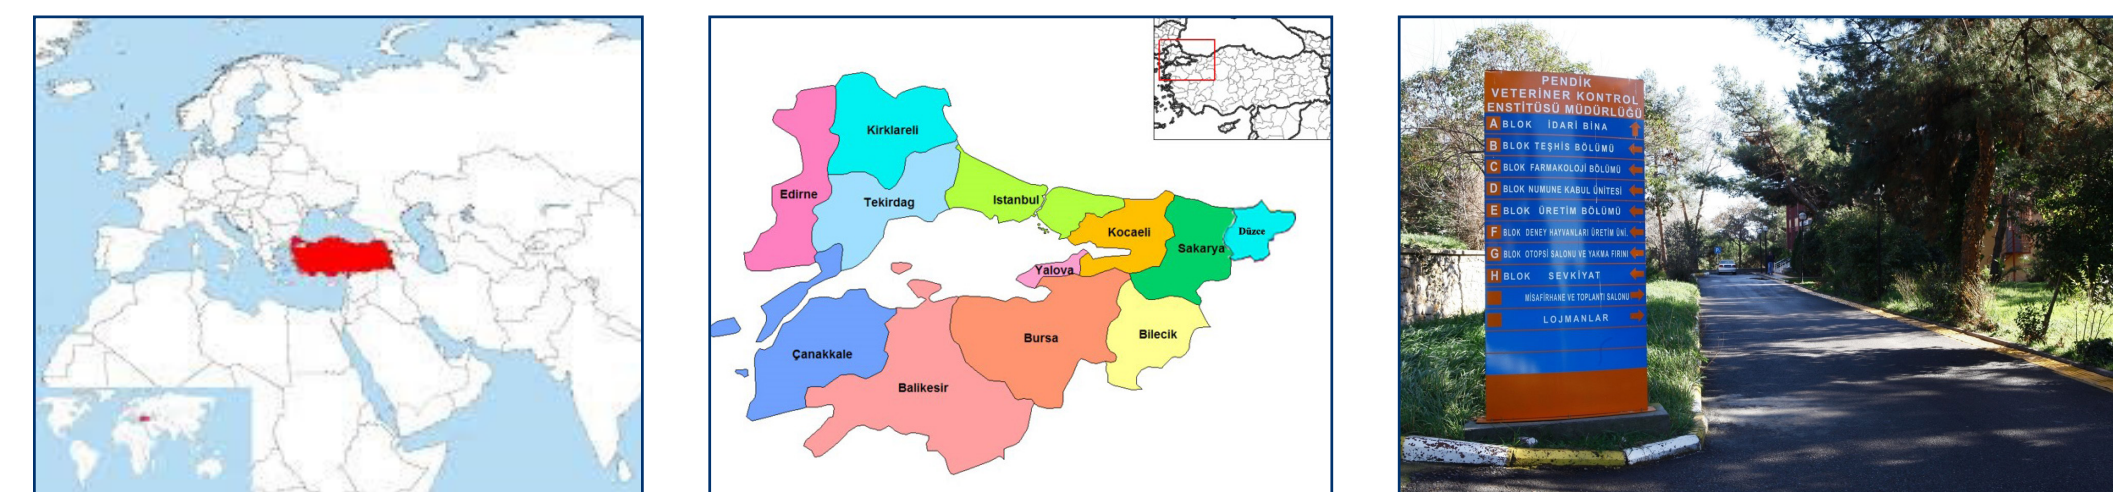 Kirklareli
Edirne
Tekirdag
Istanbul
Kocaeli
Sakarya
Düzce
Yalova
Çanakkale
Bursa
Bilecik
Balikesir
PENDİK
VETERİNER KONTROL
ENSTİTÜSÜ MÜDÜRLÜĞÜ
A BLOK İDARİ BİNA
B BLOK TEŞHİS BÖLÜMÜ
C BLOK FARMAKOLOJİ BÖLÜMÜ
D BLOK NUMUNE KABUL ÜNİTESİ
E BLOK ÜRETİM BÖLÜMÜ
F BLOK DENEY HAYVANLARI ÜRETİM ÜNİ.
G BLOK OTOPSİ SALONU VE YAKMA FIRINI
H BLOK SEVKİYAT
MİSAFİRHANE VE TOPLANTI SALONU
LOJMANLAR